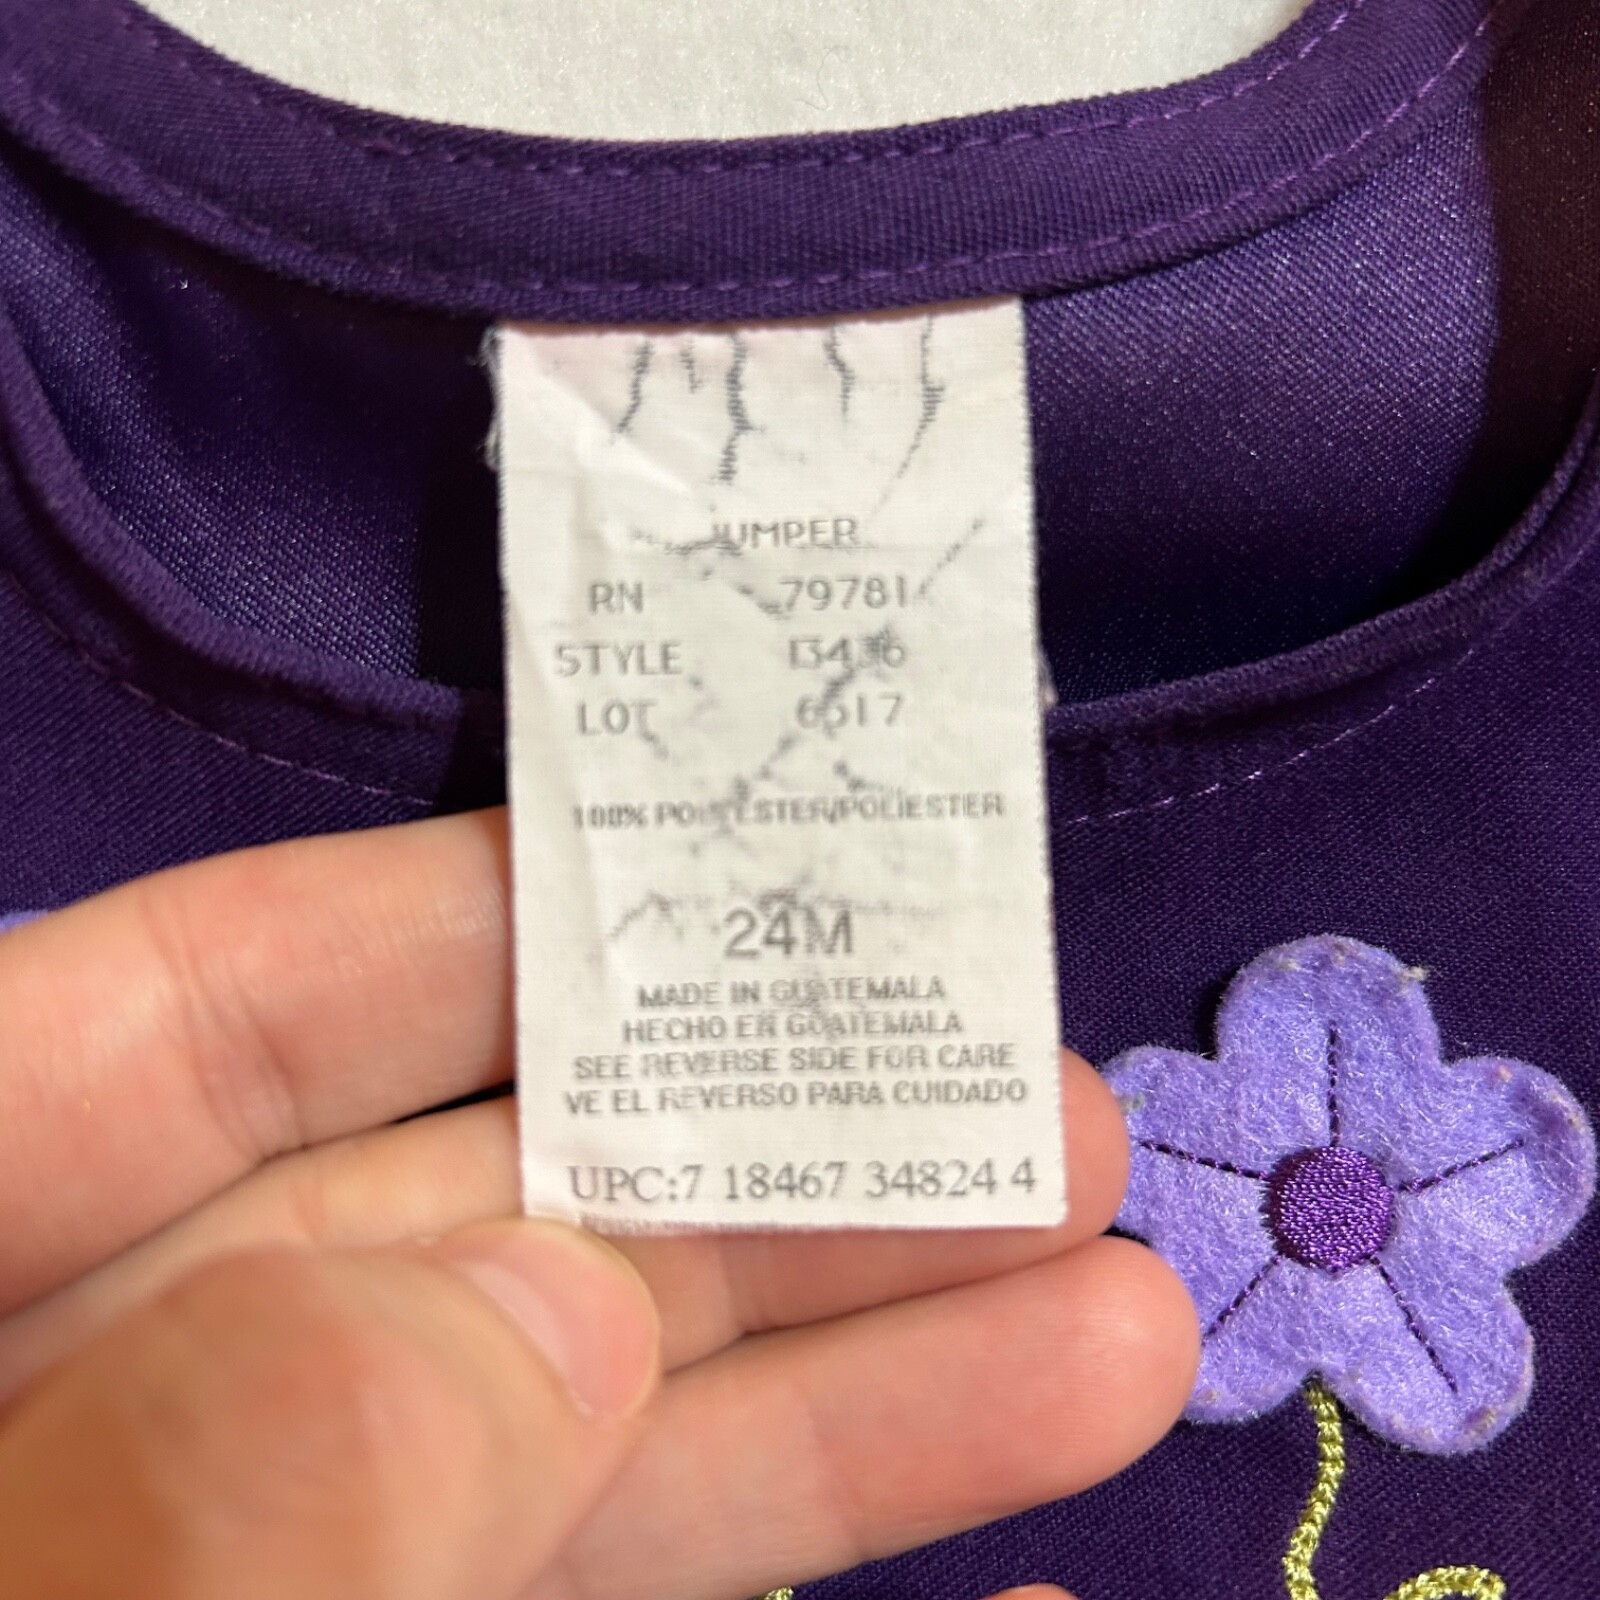 JUMPER
RN 79781
STYLE 13436
LOT 6517
100% POLYESTER/POLIESTER
24M
MADE IN GUATEMALA
HECHO EN GUATEMALA
SEE REVERSE SIDE FOR CARE
VE EL REVERSO PARA CUIDADO
UPC:7 18467 34824 4